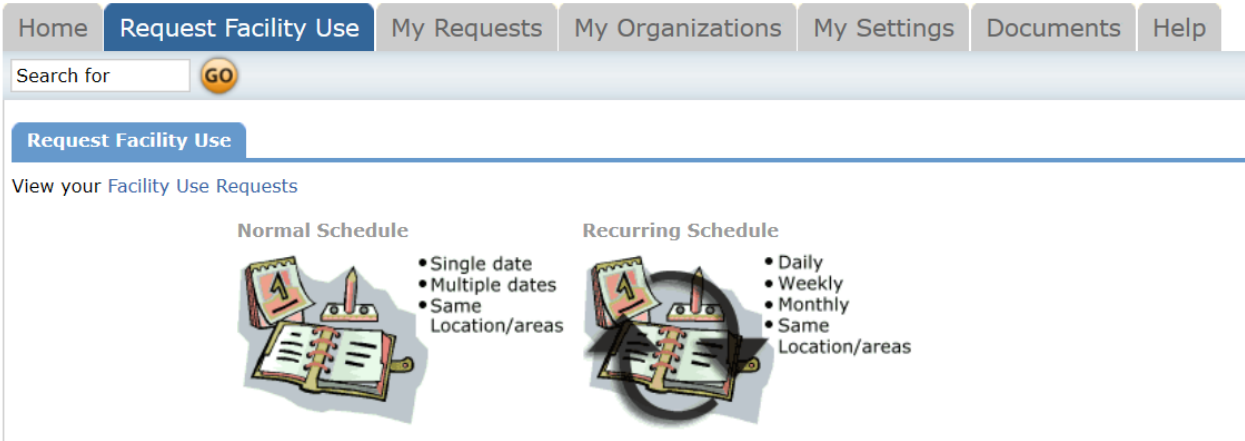 Home Request Facility Use My Requests My Organizations My Settings Documents Help
Search for GO
Request Facility Use
View your Facility Use Requests
Normal Schedule
• Single date
• Multiple dates
• Same
Location/areas
Recurring Schedule
• Daily
• Weekly
• Monthly
• Same
Location/areas
1
1